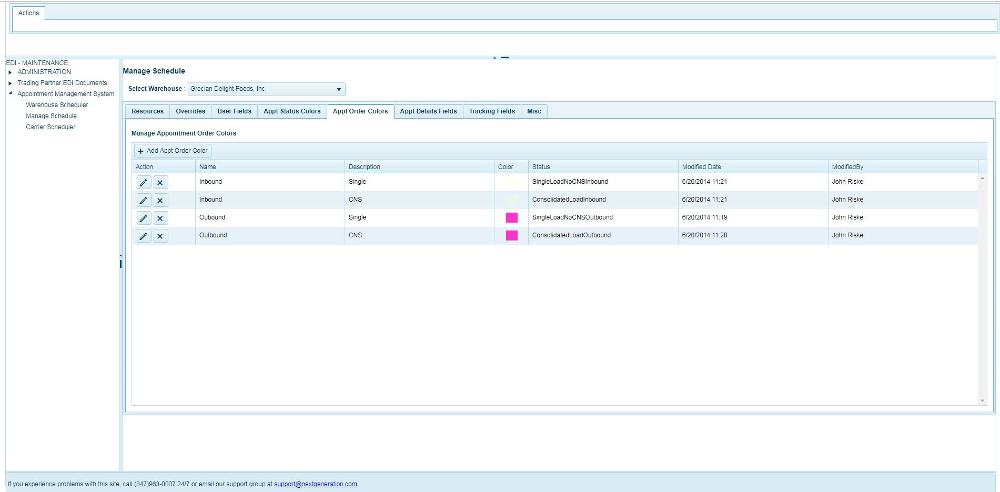 Actions
EDI - MAINTENANCE
ADMINISTRATION
Trading Partner EDI Documents
Appointment Management System
Warehouse Scheduler
Manage Schedule
Carrier Scheduler
Manage Schedule
Select Warehouse : Grecian Delight Foods, Inc.
Resources Overrides User Fields Appt Status Colors Appt Order Colors Appt Details Fields Tracking Fields Misc
Manage Appointment Order Colors
Add Appt Order Color
Action Name Description Color Status Modified Date ModifiedBy
Inbound Single SingleLoadNoCNSInbound 6/20/2014 11:21 John Riske
Inbound CNS ConsolidatedLoadInbound 6/20/2014 11:21 John Riske
Oubound Single SingleLoadNoCNSOutbound 6/20/2014 11:19 John Riske
Outbound CNS ConsolidatedLoadOutbound 6/20/2014 11:20 John Riske
If you experience problems with this site, call (847)963-0007 24/7 or email our support group at support@nextgeneration.com